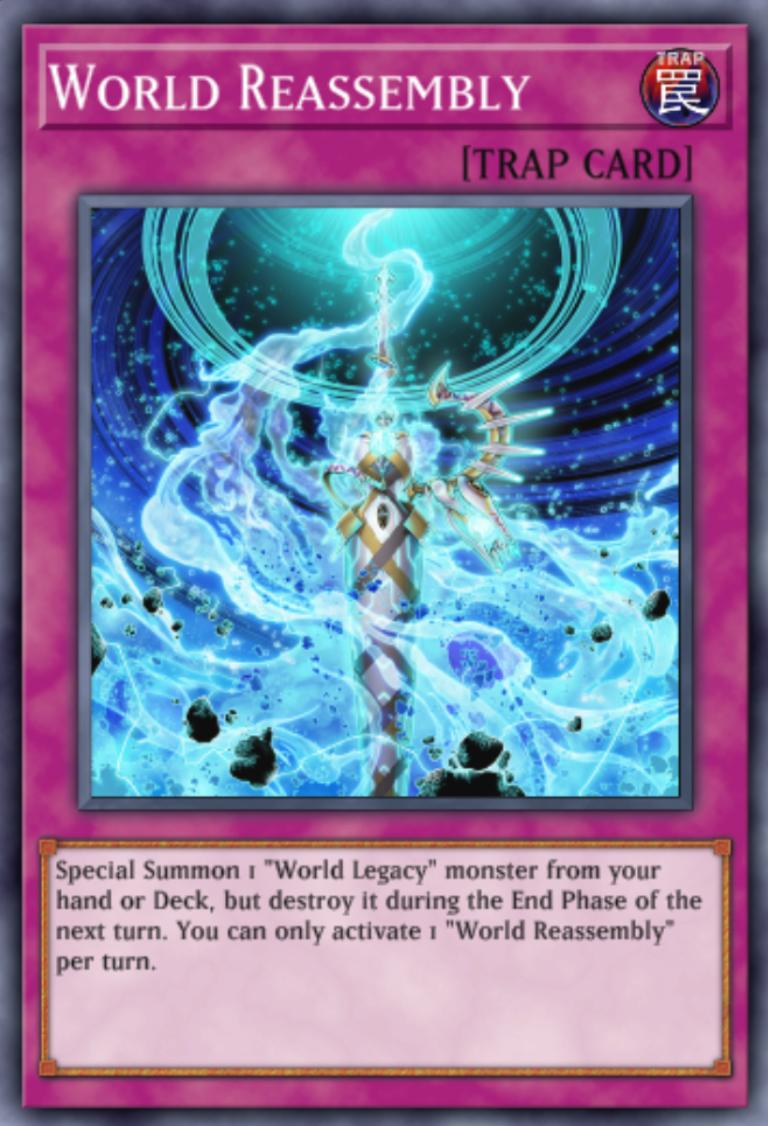 WORLD REASSEMBLY
TRAP
罠
[TRAP CARD]
Special Summon 1 "World Legacy" monster from your
hand or Deck, but destroy it during the End Phase of the
next turn. You can only activate 1 "World Reassembly"
per turn.